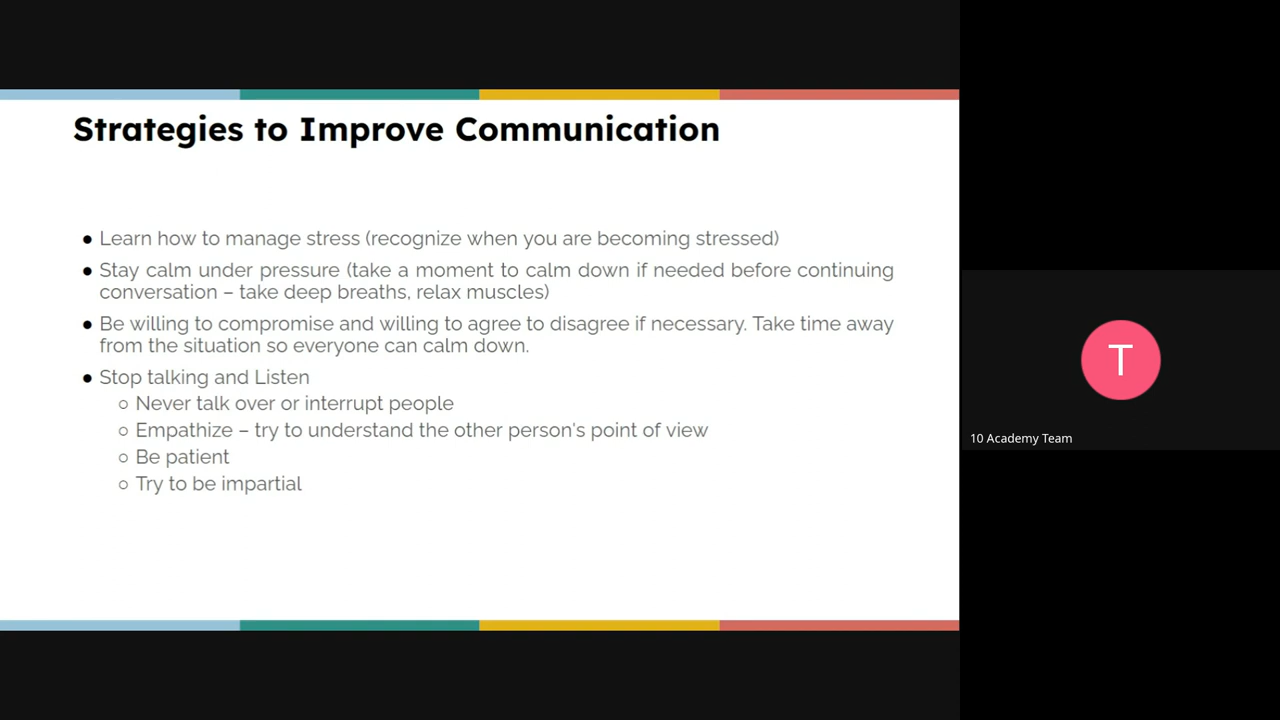 Strategies to Improve Communication
● Learn how to manage stress (recognize when you are becoming stressed)
● Stay calm under pressure (take a moment to calm down if needed before continuing
conversation – take deep breaths, relax muscles)
● Be willing to compromise and willing to agree to disagree if necessary. Take time away
from the situation so everyone can calm down.
● Stop talking and Listen
○ Never talk over or interrupt people
○ Empathize – try to understand the other person's point of view
○ Be patient
○ Try to be impartial
T
10 Academy Team